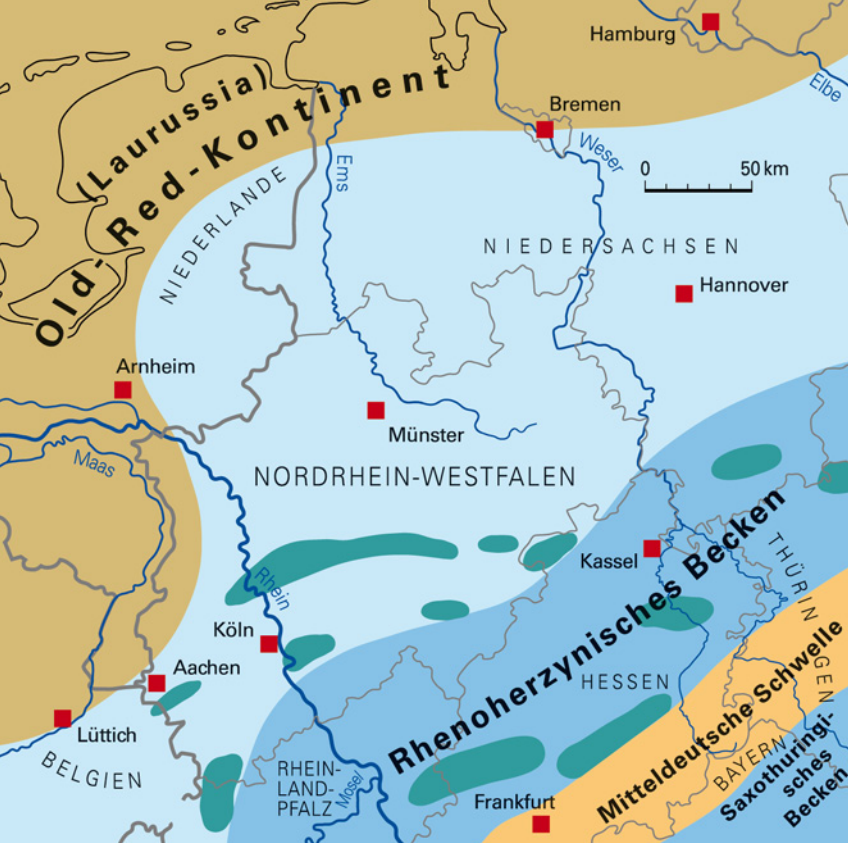 Hamburg
Elbe
(Laurussia)
Old-Red-Kontinent
Bremen
Weser
0 50 km
Ems
NIEDERLANDE
NIEDERSACHSEN
Hannover
Arnheim
Münster
Maas
NORDRHEIN-WESTFALEN
Rhenoherzynisches Becken
Kassel
THÜRINGEN
Rhein
Köln
Aachen
HESSEN
Mitteldeutsche Schwelle
Lüttich
BELGIEN
RHEIN-
LAND-
PFALZ
Mosel
BAYERN
Saxothuringi-
sches
Becken
Frankfurt